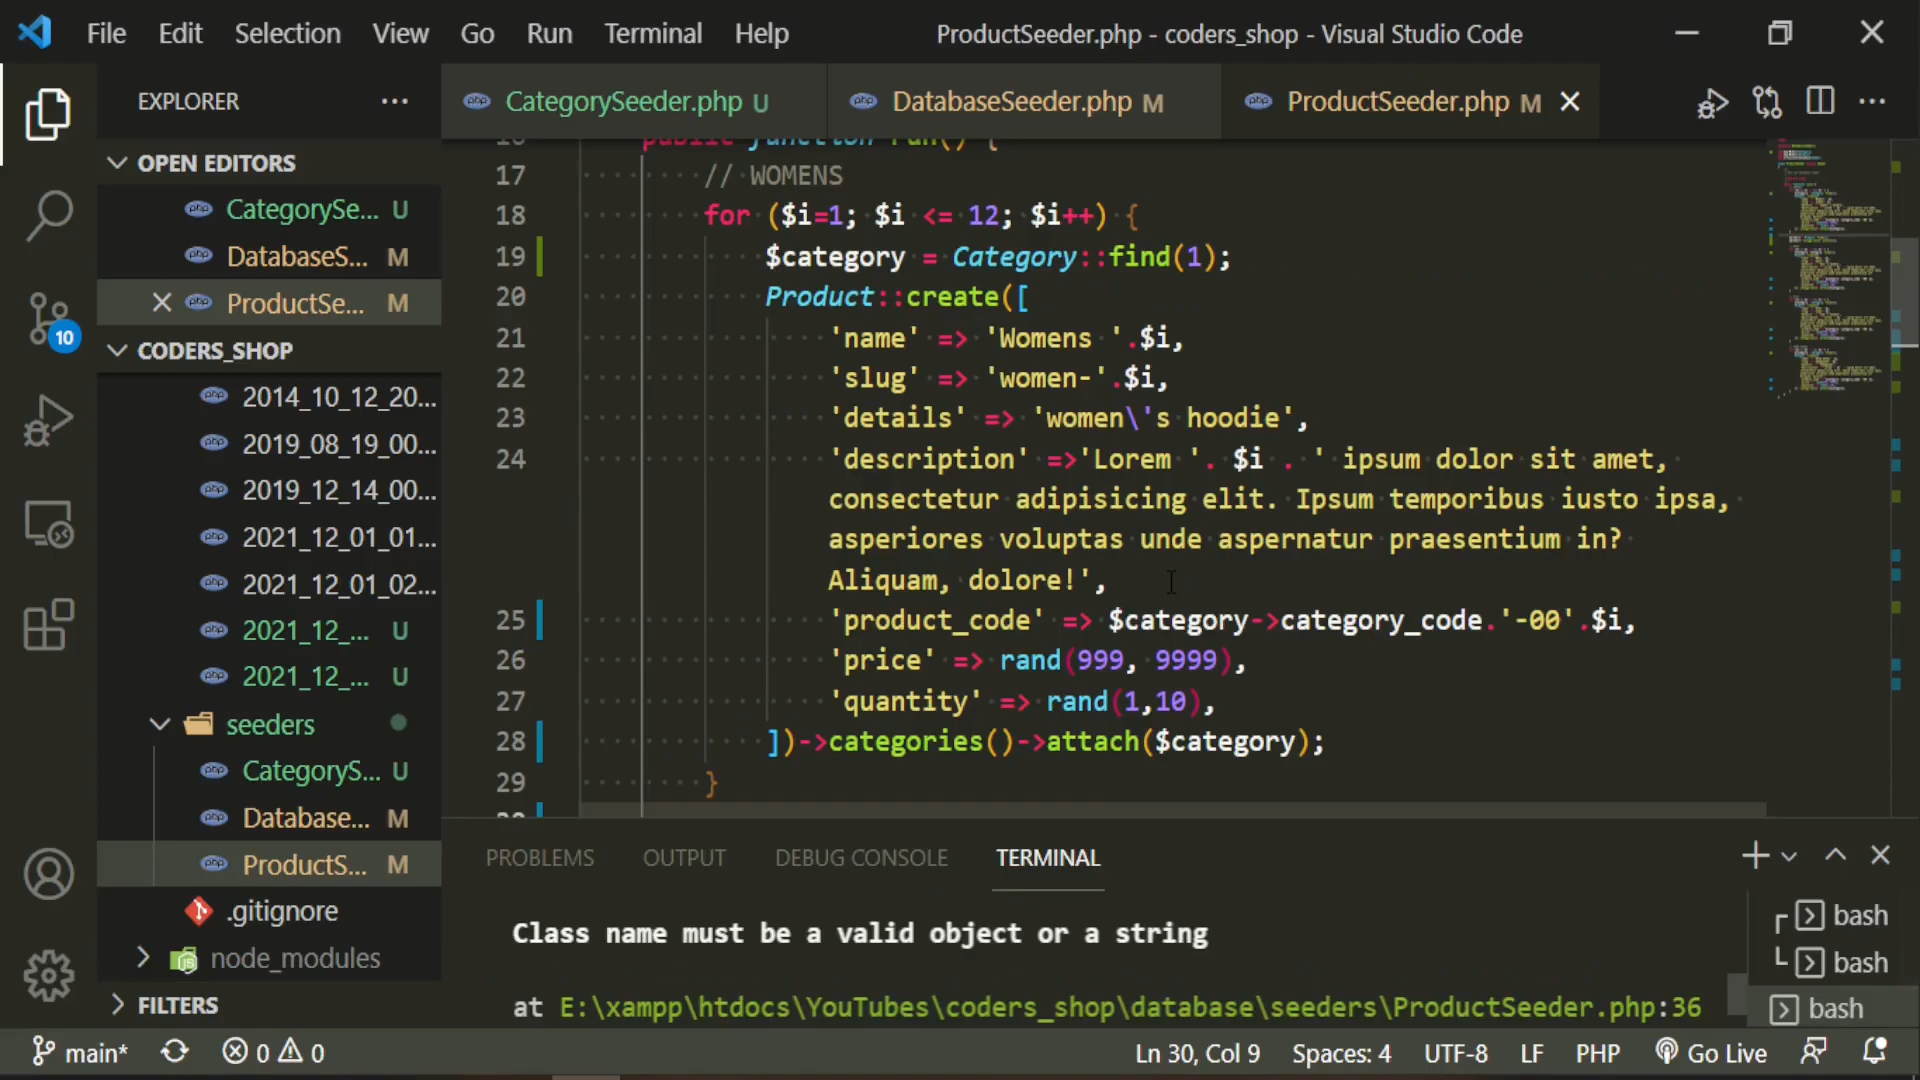 File Edit Selection View Go Run Terminal Help
ProductSeeder.php - coders_shop - Visual Studio Code
EXPLORER
OPEN EDITORS
CategorySe... U
DatabaseS... M
ProductSe... M
10
CODERS_SHOP
2014_10_12_20...
2019_08_19_00...
2019_12_14_00...
2021_12_01_01...
2021_12_01_02...
2021_12_... U
2021_12_... U
seeders
CategoryS... U
Database... M
ProductS... M
.gitignore
node_modules
FILTERS
CategorySeeder.php U
DatabaseSeeder.php M
ProductSeeder.php M
16 public function run() {
17 // WOMENS
18 for ($i=1; $i <= 12; $i++) {
19 $category = Category::find(1);
20 Product::create([
21 'name' => 'Womens '.$i,
22 'slug' => 'women-'.$i,
23 'details' => 'women\'s hoodie',
24 'description' =>'Lorem '. $i . ' ipsum dolor sit amet,
consectetur adipisicing elit. Ipsum temporibus iusto ipsa,
asperiores voluptas unde aspernatur praesentium in?
Aliquam, dolore!',
25 'product_code' => $category->category_code.'-00'.$i,
26 'price' => rand(999, 9999),
27 'quantity' => rand(1,10),
28 ])->categories()->attach($category);
29 }
PROBLEMS OUTPUT DEBUG CONSOLE TERMINAL
Class name must be a valid object or a string
at E:\xampp\htdocs\YouTubes\coders_shop\database\seeders\ProductSeeder.php:36
bash
bash
bash
main* 0 0 Ln 30, Col 9 Spaces: 4 UTF-8 LF PHP Go Live